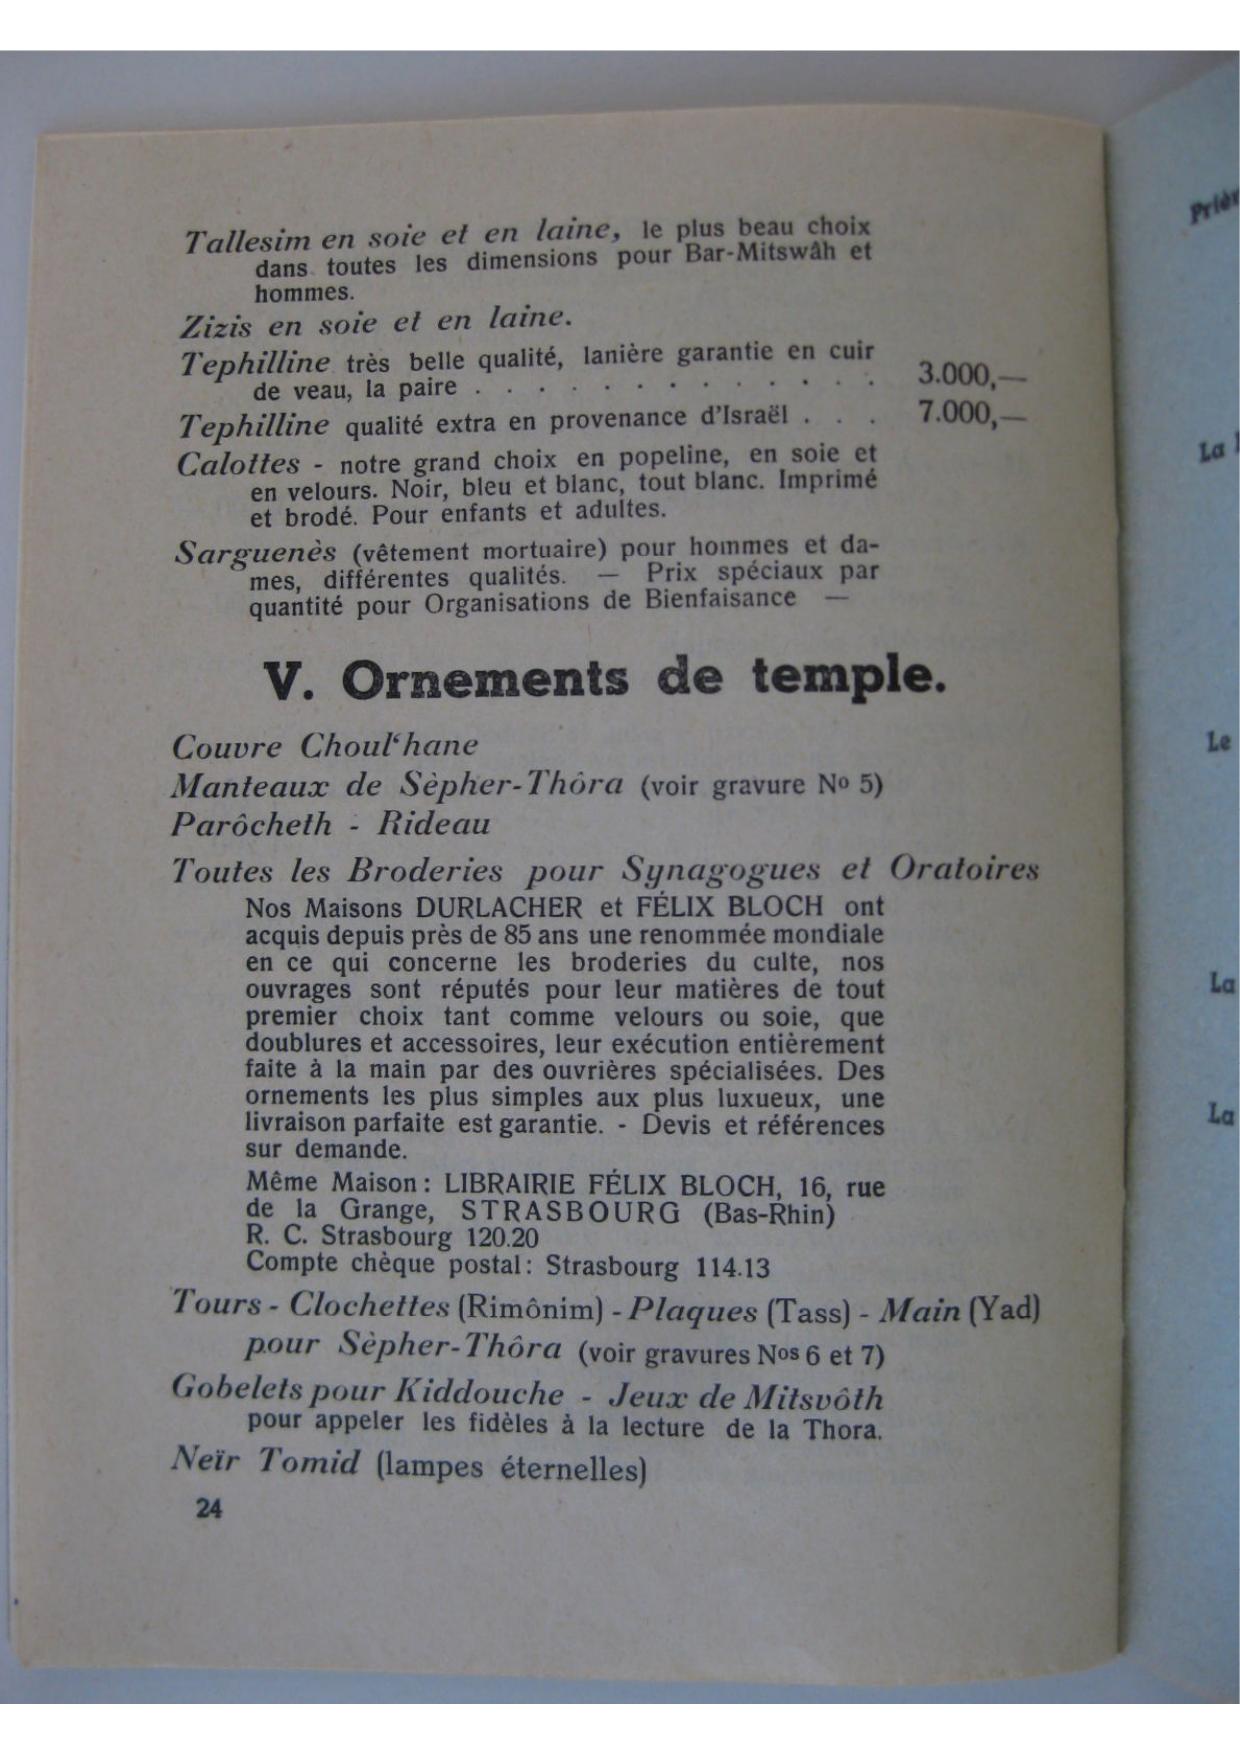 Tallesim en soie et en laine, le plus beau choix
dans toutes les dimensions pour Bar-Mitswâh et
hommes.
Zizis en soie et en laine.
Tephilline très belle qualité, lanière garantie en cuir
de veau, la paire . . . . . . . . . . . . . 3.000,—
Tephilline qualité extra en provenance d'Israël . . . 7.000,—
Calottes - notre grand choix en popeline, en soie et
en velours. Noir, bleu et blanc, tout blanc. Imprimé
et brodé. Pour enfants et adultes.
Sarguenès (vêtement mortuaire) pour hommes et da-
mes, différentes qualités. — Prix spéciaux par
quantité pour Organisations de Bienfaisance —
V. Ornements de temple.
Couvre Choul‘hane
Manteaux de Sèpher-Thôra (voir gravure No 5)
Parôcheth - Rideau
Toutes les Broderies pour Synagogues et Oratoires
Nos Maisons DURLACHER et FÉLIX BLOCH ont
acquis depuis près de 85 ans une renommée mondiale
en ce qui concerne les broderies du culte, nos
ouvrages sont réputés pour leur matières de tout
premier choix tant comme velours ou soie, que
doublures et accessoires, leur exécution entièrement
faite à la main par des ouvrières spécialisées. Des
ornements les plus simples aux plus luxueux, une
livraison parfaite est garantie. - Devis et références
sur demande.
Même Maison: LIBRAIRIE FÉLIX BLOCH, 16, rue
de la Grange, STRASBOURG (Bas-Rhin)
R. C. Strasbourg 120.20
Compte chèque postal: Strasbourg 114.13
Tours - Clochettes (Rimônim) - Plaques (Tass) - Main (Yad)
pour Sèpher-Thôra (voir gravures Nos 6 et 7)
Gobelets pour Kiddouche - Jeux de Mitsvôth
pour appeler les fidèles à la lecture de la Thora.
Neïr Tomid (lampes éternelles)
24
La
Le
La
La